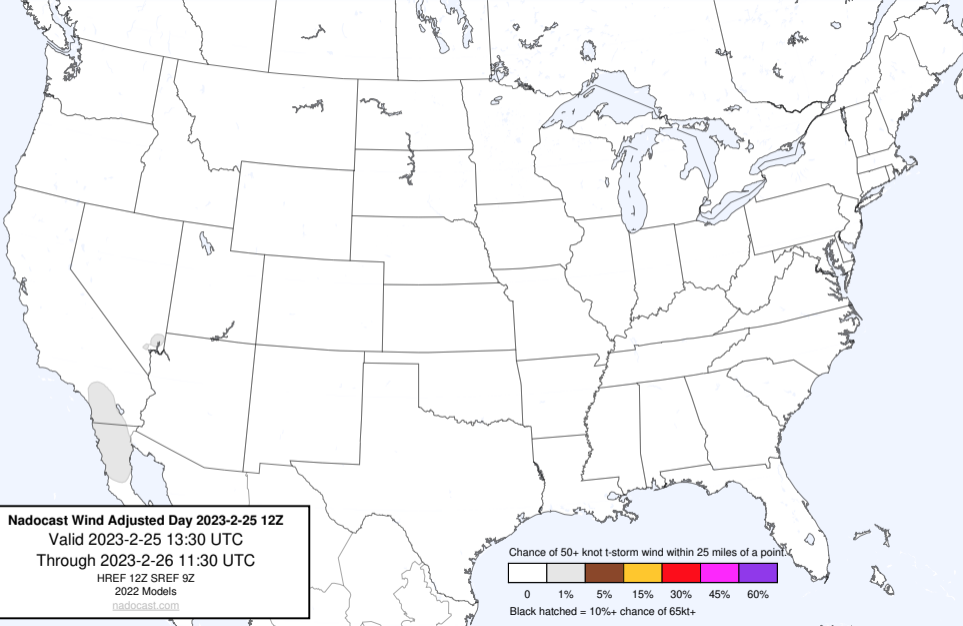 Nadocast Wind Adjusted Day 2023-2-25 12Z
Valid 2023-2-25 13:30 UTC
Through 2023-2-26 11:30 UTC
HREF 12Z SREF 9Z
2022 Models
nadocast.com
Chance of 50+ knot t-storm wind within 25 miles of a point.
0 1% 5% 15% 30% 45% 60%
Black hatched = 10%+ chance of 65kt+